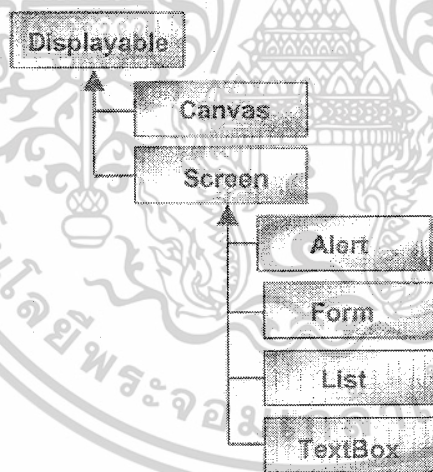 Displayable
Canvas
Screen
Alert
Form
List
TextBox